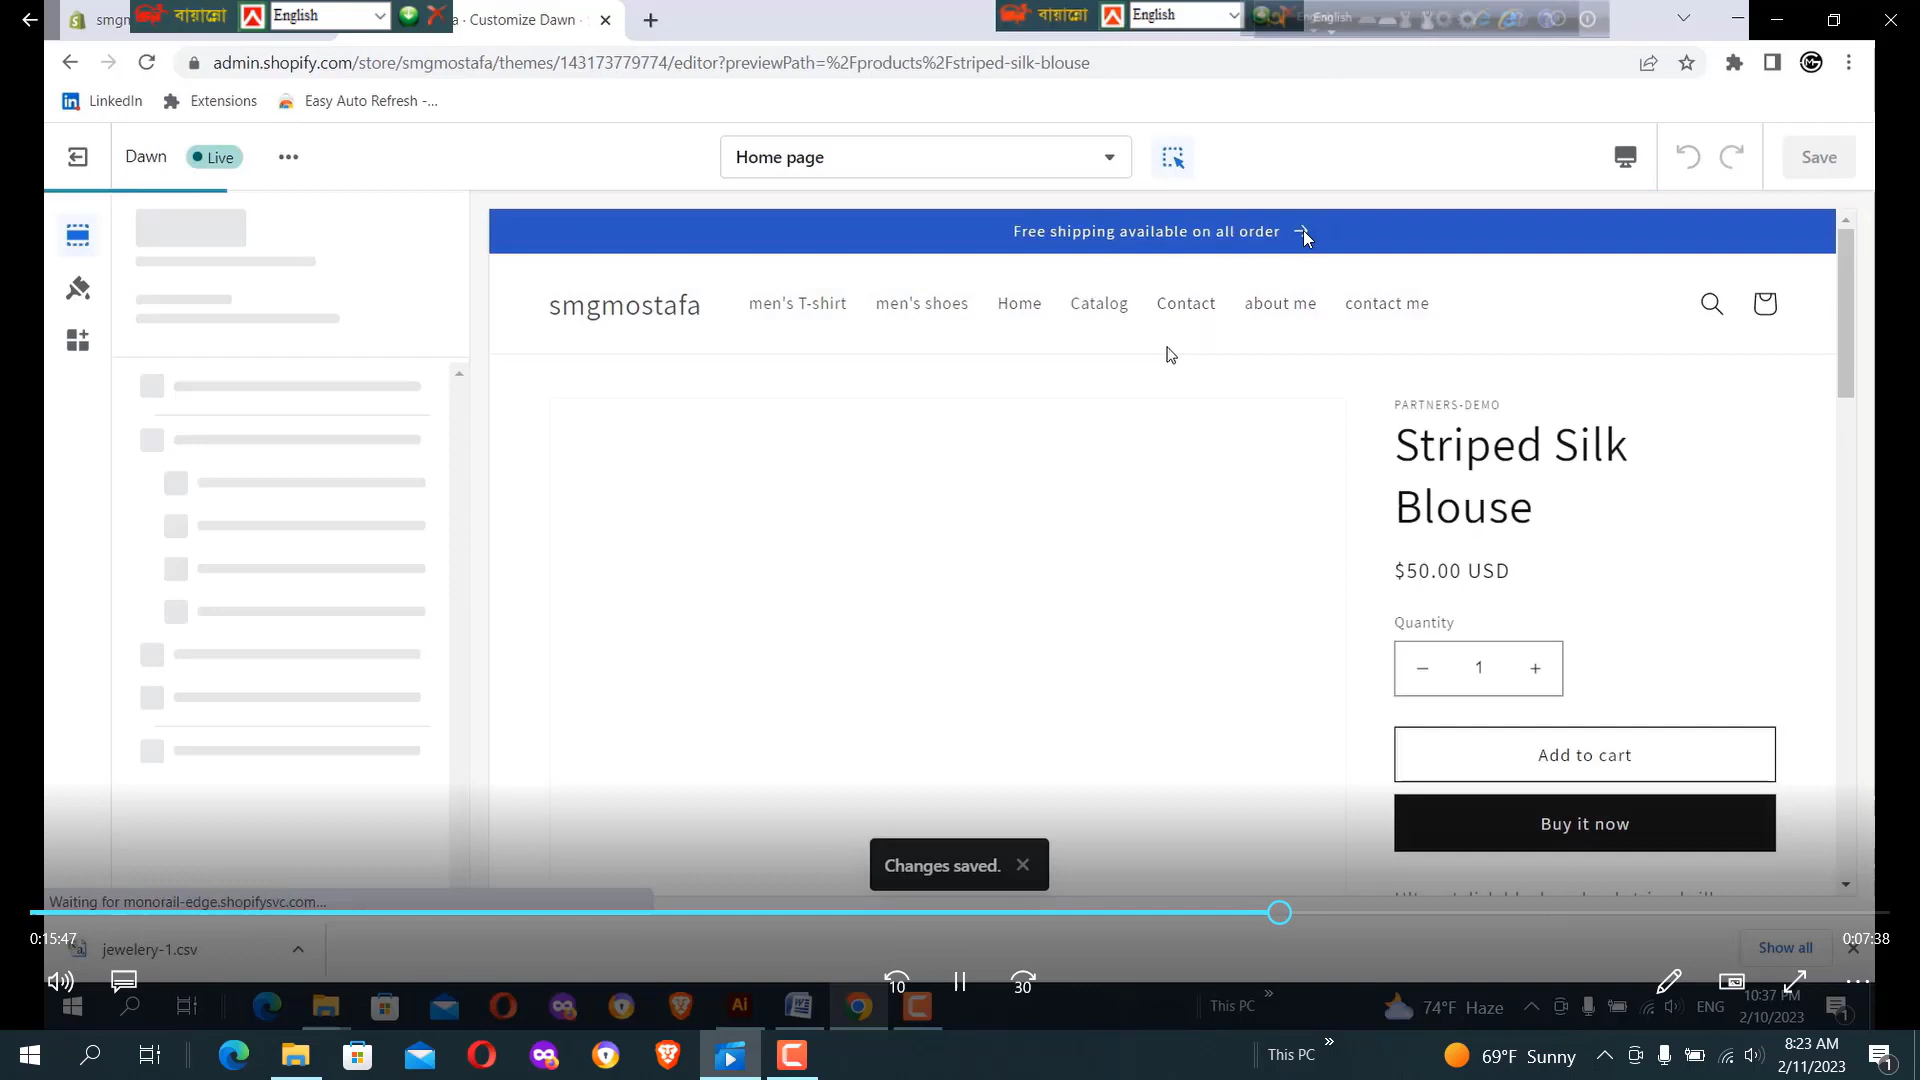 smgm
বায়ান্নো
English
a · Customize Dawn ·
বায়ান্নো
English
English
admin.shopify.com/store/smgmostafa/themes/143173779774/editor?previewPath=%2Fproducts%2Fstriped-silk-blouse
LinkedIn
Extensions
Easy Auto Refresh -...
Dawn
Live
Home page
Save
Free shipping available on all order
smgmostafa
men's T-shirt
men's shoes
Home
Catalog
Contact
about me
contact me
PARTNERS-DEMO
Striped Silk
Blouse
$50.00 USD
Quantity
1
Add to cart
Buy it now
Changes saved.
Waiting for monorail-edge.shopifysvc.com...
0:15:47
0:07:38
jewelery-1.csv
Show all
10
30
Ai
This PC
»
74°F Haze
ENG
10:37 PM
2/10/2023
1
This PC
»
69°F Sunny
8:23 AM
2/11/2023
1